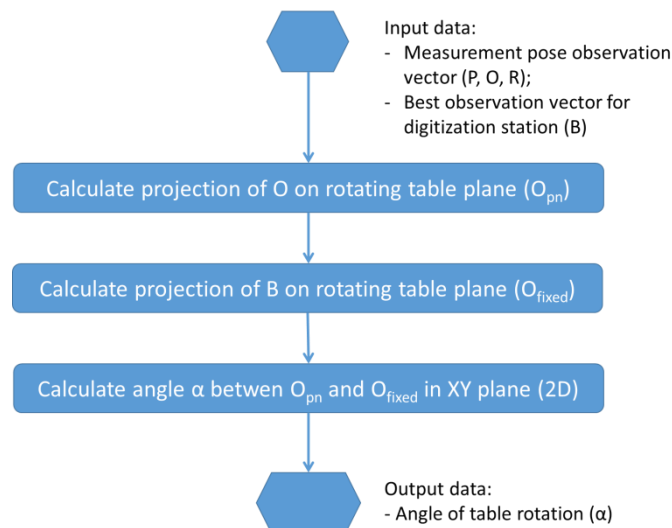 Input data:
- Measurement pose observation
vector (P, O, R);
- Best observation vector for
digitization station (B)
Calculate projection of O on rotating table plane (Opn)
Calculate projection of B on rotating table plane (Ofixed)
Calculate angle α betwen Opn and Ofixed in XY plane (2D)
Output data:
- Angle of table rotation (α)